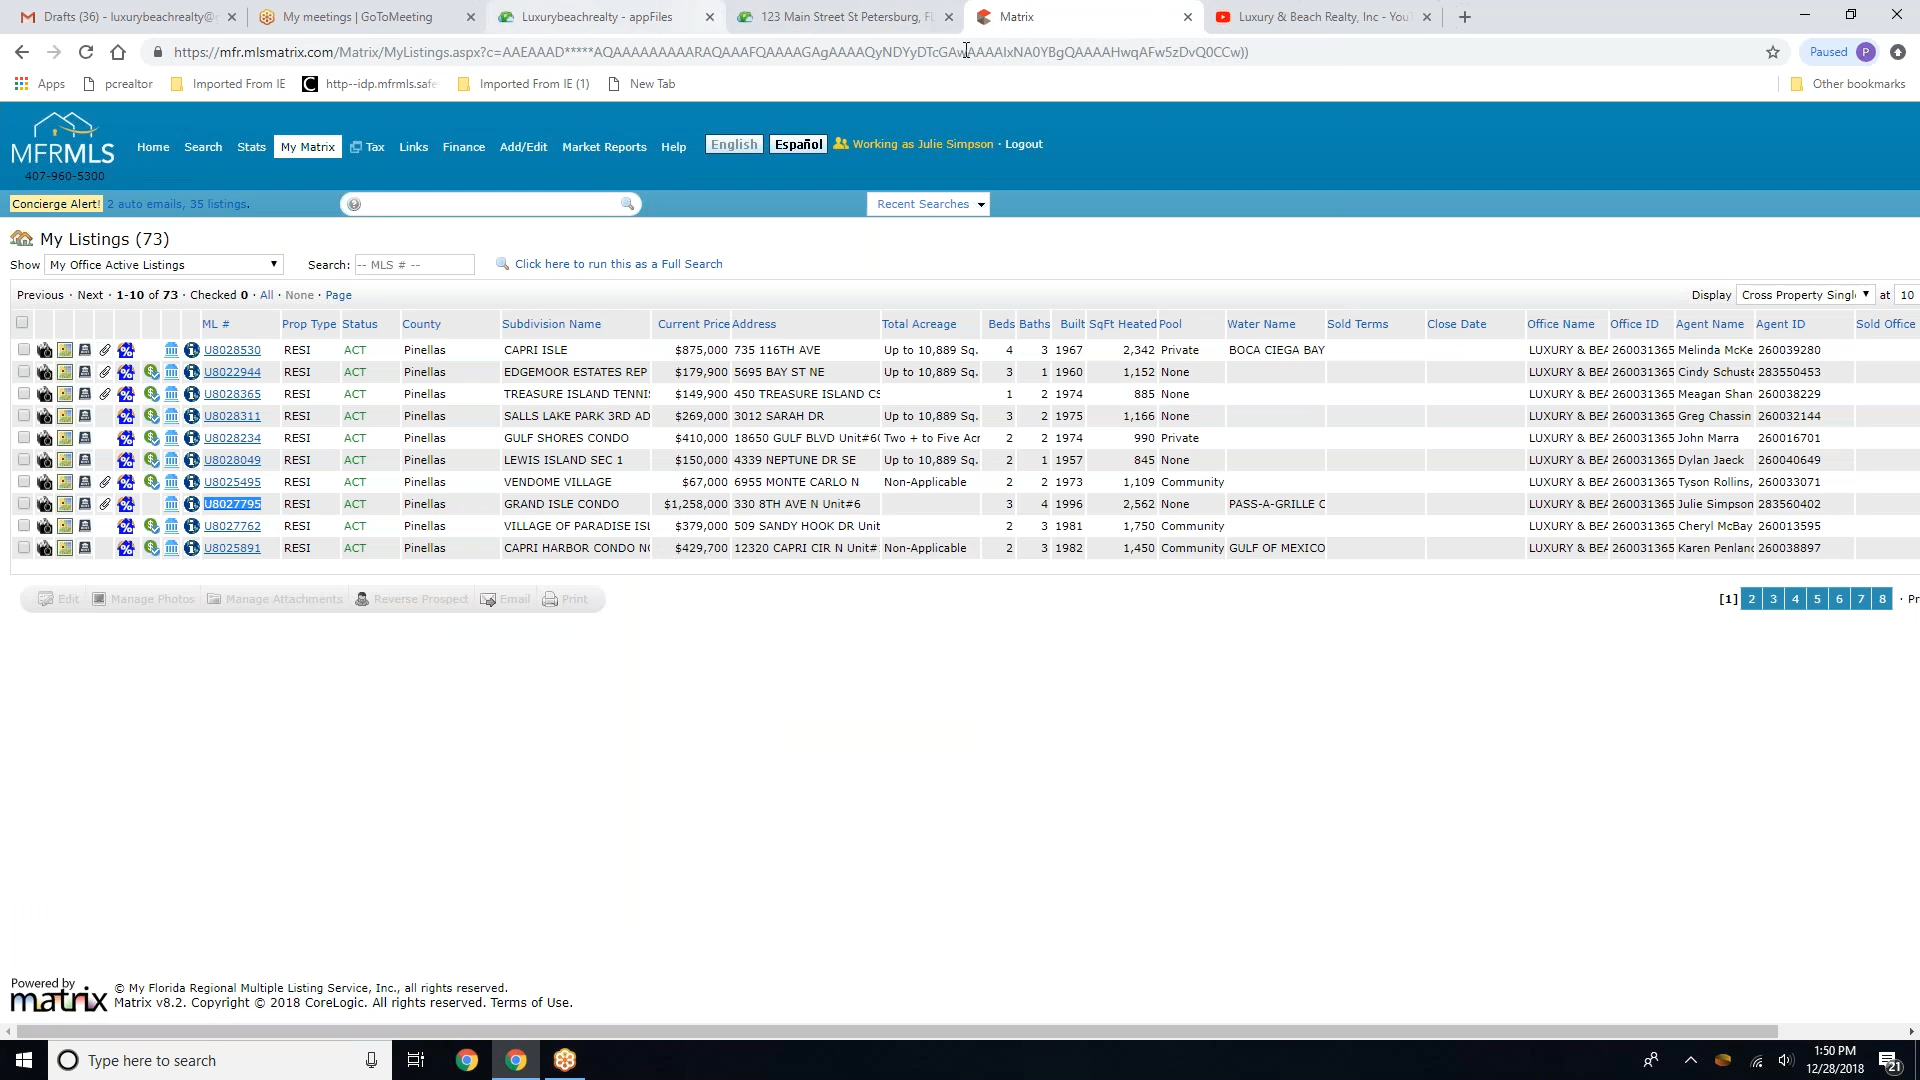 Drafts (36) - luxurybeachrealty@ My meetings | GoToMeeting Luxurybeachrealty - appFiles 123 Main Street St Petersburg, FL Matrix Luxury & Beach Realty, Inc - You
https://mfr.mlsmatrix.com/Matrix/MyListings.aspx?c=AAEAAAD*****AQAAAAAAAAARAQAAAFQAAAAGAgAAAAQyNDYyDTcGAwAAAAIxNA0YBgQAAAAHwqAFw5zDvQ0CCw)) Paused P
Apps pcrealtor Imported From IE http--idp.mfrmls.safe Imported From IE (1) New Tab Other bookmarks
MFRMLS
407-960-5300
Home Search Stats My Matrix Tax Links Finance Add/Edit Market Reports Help English Español Working as Julie Simpson · Logout
Concierge Alert! 2 auto emails, 35 listings. Recent Searches
My Listings (73)
Show My Office Active Listings Search: -- MLS # -- Click here to run this as a Full Search
Previous · Next · 1-10 of 73 · Checked 0 · All · None · Page Display Cross Property Singl at 10
ML # Prop Type Status County Subdivision Name Current Price Address Total Acreage Beds Baths Built SqFt Heated Pool Water Name Sold Terms Close Date Office Name Office ID Agent Name Agent ID Sold Office
U8028530 RESI ACT Pinellas CAPRI ISLE $875,000 735 116TH AVE Up to 10,889 Sq. 4 3 1967 2,342 Private BOCA CIEGA BAY LUXURY & BEA 260031365 Melinda McKe 260039280
U8022944 RESI ACT Pinellas EDGEMOOR ESTATES REP $179,900 5695 BAY ST NE Up to 10,889 Sq. 3 1 1960 1,152 None LUXURY & BEA 260031365 Cindy Schuste 283550453
U8028365 RESI ACT Pinellas TREASURE ISLAND TENNI $149,900 450 TREASURE ISLAND CS 1 2 1974 885 None LUXURY & BEA 260031365 Meagan Shan 260038229
U8028311 RESI ACT Pinellas SALLS LAKE PARK 3RD AD $269,000 3012 SARAH DR Up to 10,889 Sq. 3 2 1975 1,166 None LUXURY & BEA 260031365 Greg Chassin 260032144
U8028234 RESI ACT Pinellas GULF SHORES CONDO $410,000 18650 GULF BLVD Unit#6 Two + to Five Acr 2 2 1974 990 Private LUXURY & BEA 260031365 John Marra 260016701
U8028049 RESI ACT Pinellas LEWIS ISLAND SEC 1 $150,000 4339 NEPTUNE DR SE Up to 10,889 Sq. 2 1 1957 845 None LUXURY & BEA 260031365 Dylan Jaeck 260040649
U8025495 RESI ACT Pinellas VENDOME VILLAGE $67,000 6955 MONTE CARLO N Non-Applicable 2 2 1973 1,109 Community LUXURY & BEA 260031365 Tyson Rollins, 260033071
U8027795 RESI ACT Pinellas GRAND ISLE CONDO $1,258,000 330 8TH AVE N Unit#6 3 4 1996 2,562 None PASS-A-GRILLE C LUXURY & BEA 260031365 Julie Simpson 283560402
U8027762 RESI ACT Pinellas VILLAGE OF PARADISE ISL $379,000 509 SANDY HOOK DR Unit 2 3 1981 1,750 Community LUXURY & BEA 260031365 Cheryl McBay 260013595
U8025891 RESI ACT Pinellas CAPRI HARBOR CONDO NO $429,700 12320 CAPRI CIR N Unit# Non-Applicable 2 3 1982 1,450 Community GULF OF MEXICO LUXURY & BEA 260031365 Karen Penlanc 260038897
Edit Manage Photos Manage Attachments Reverse Prospect Email Print [1] 2 3 4 5 6 7 8 · Pr
Powered by
matrix
© My Florida Regional Multiple Listing Service, Inc., all rights reserved.
Matrix v8.2. Copyright © 2018 CoreLogic. All rights reserved. Terms of Use.
Type here to search 1:50 PM
12/28/2018 21